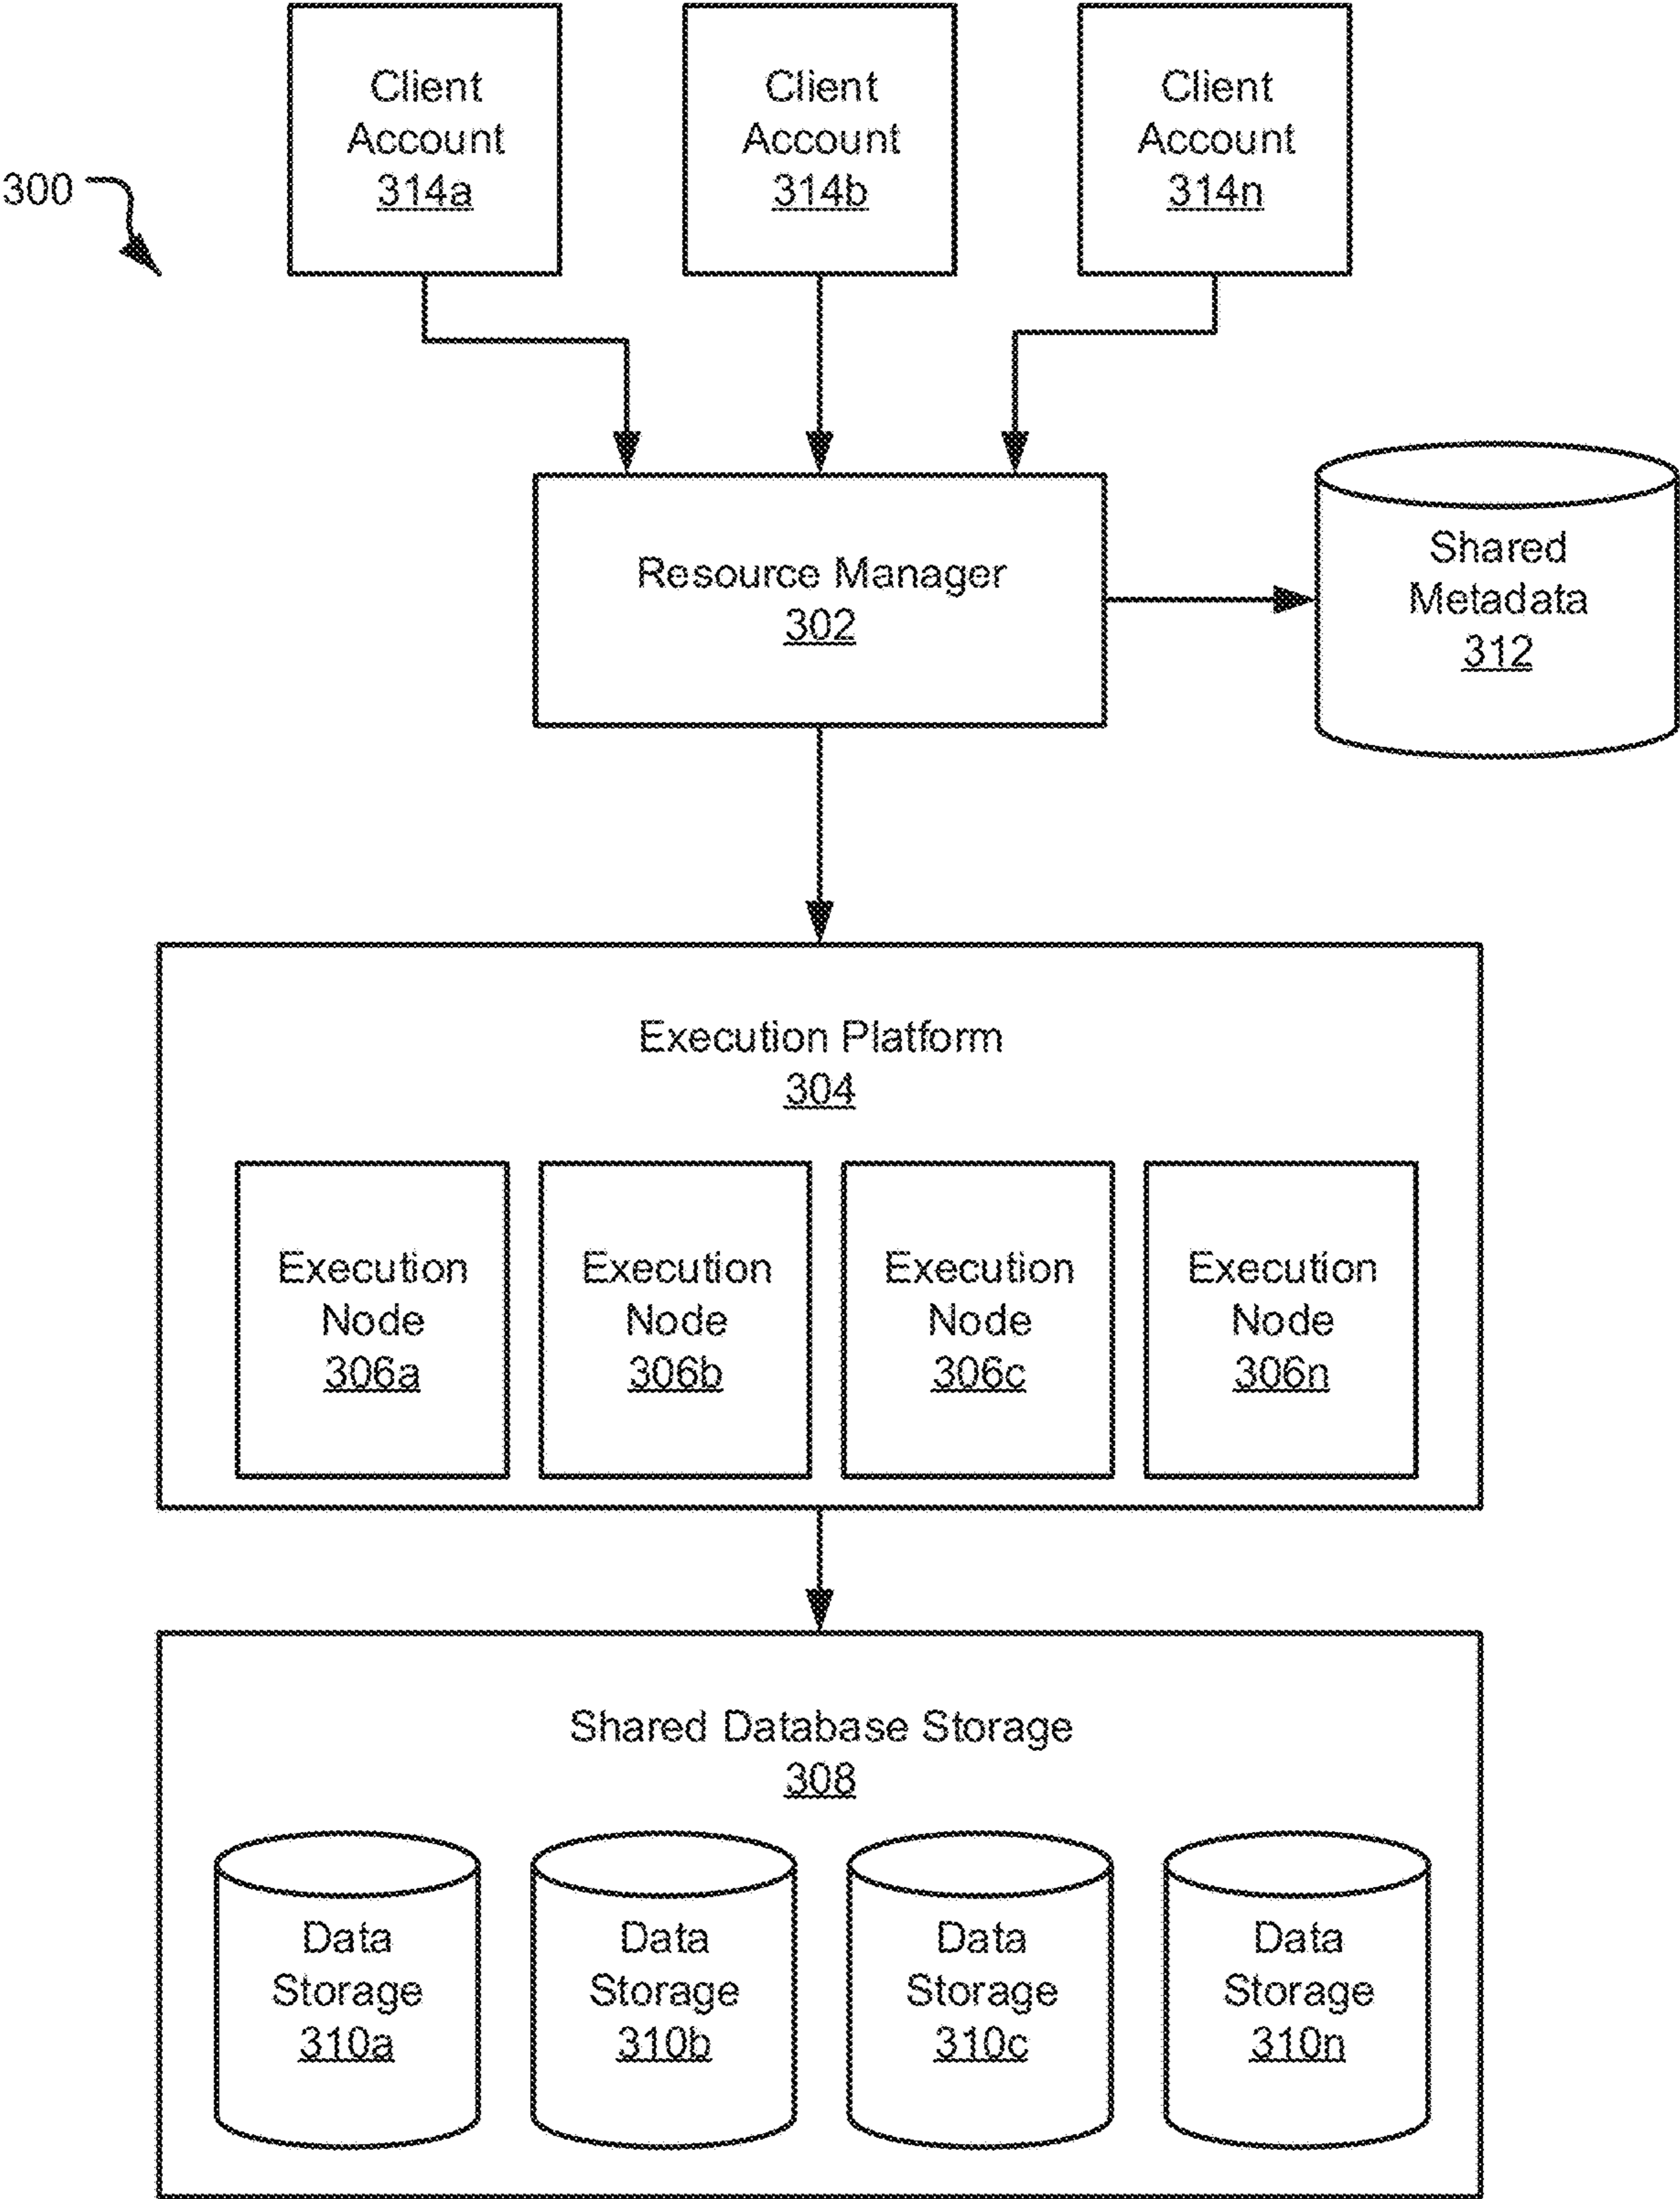 Client
Account
314a
Client
Account
314b
Client
Account
314n
300
Resource Manager
302
Shared
Metadata
312
Execution Platform
304
Execution
Node
306a
Execution
Node
306b
Execution
Node
306c
Execution
Node
306n
Shared Database Storage
308
Data
Storage
310a
Data
Storage
310b
Data
Storage
310c
Data
Storage
310n